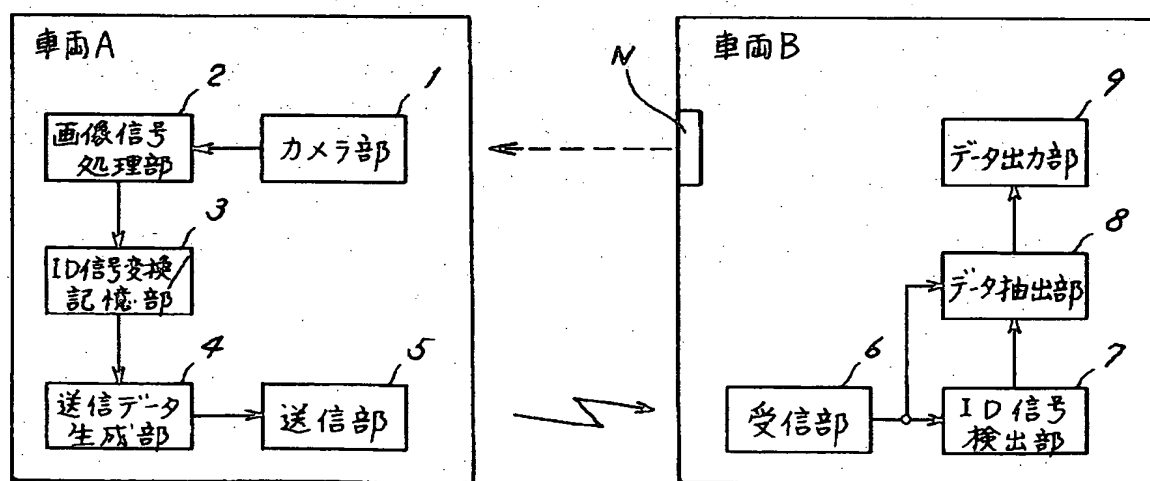 車両A
2
画像信号
処理部
1
カメラ部
3
ID信号変換
記憶部
4
送信データ
生成部
5
送信部
車両B
N
9
データ出力部
8
データ抽出部
6
受信部
7
ID信号
検出部